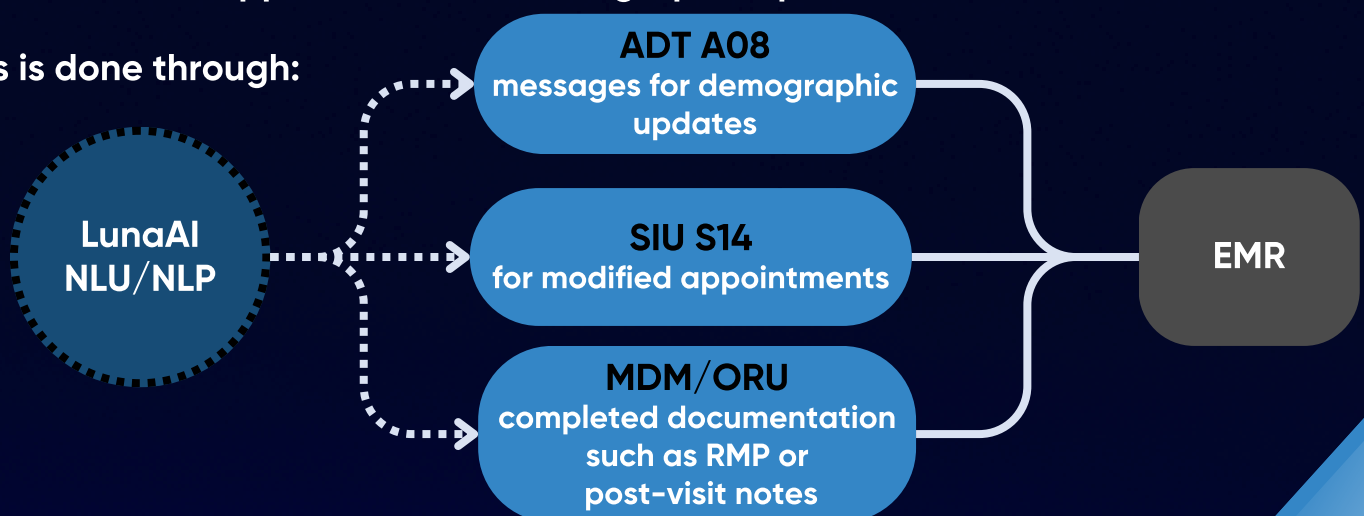 s is done through:
ADT A08
messages for demographic
updates
LunaAI
NLU/NLP
SIU S14
for modified appointments
EMR
MDM/ORU
completed documentation
such as RMP or
post-visit notes